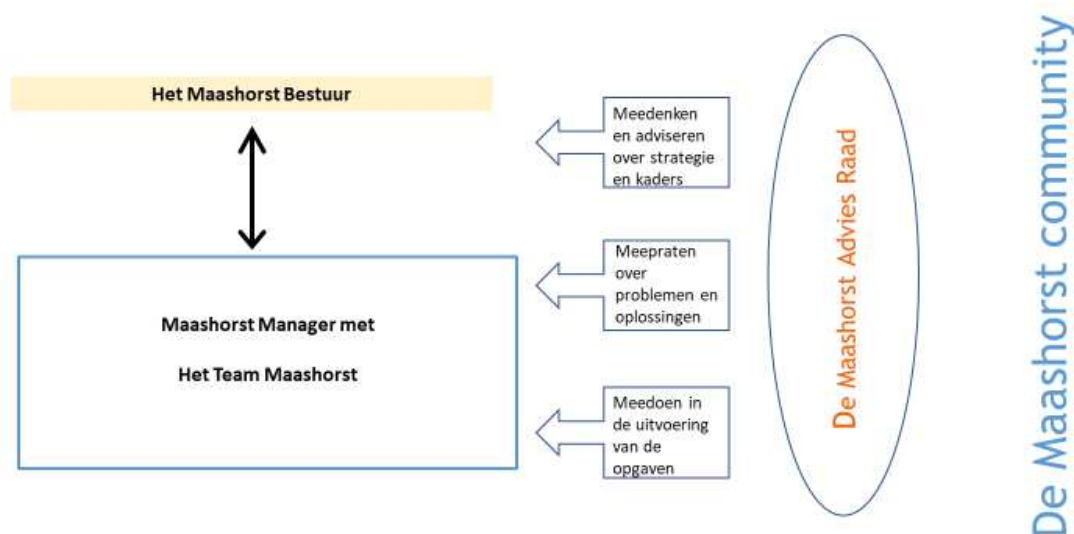 Het Maashorst Bestuur
Maashorst Manager met
Het Team Maashorst
Meedenken
en adviseren
over strategie
en kaders
Meepraten
over
problemen en
oplossingen
Meedoen in
de uitvoering
van de
opgaven
De Maashorst Advies Raad
De Maashorst community